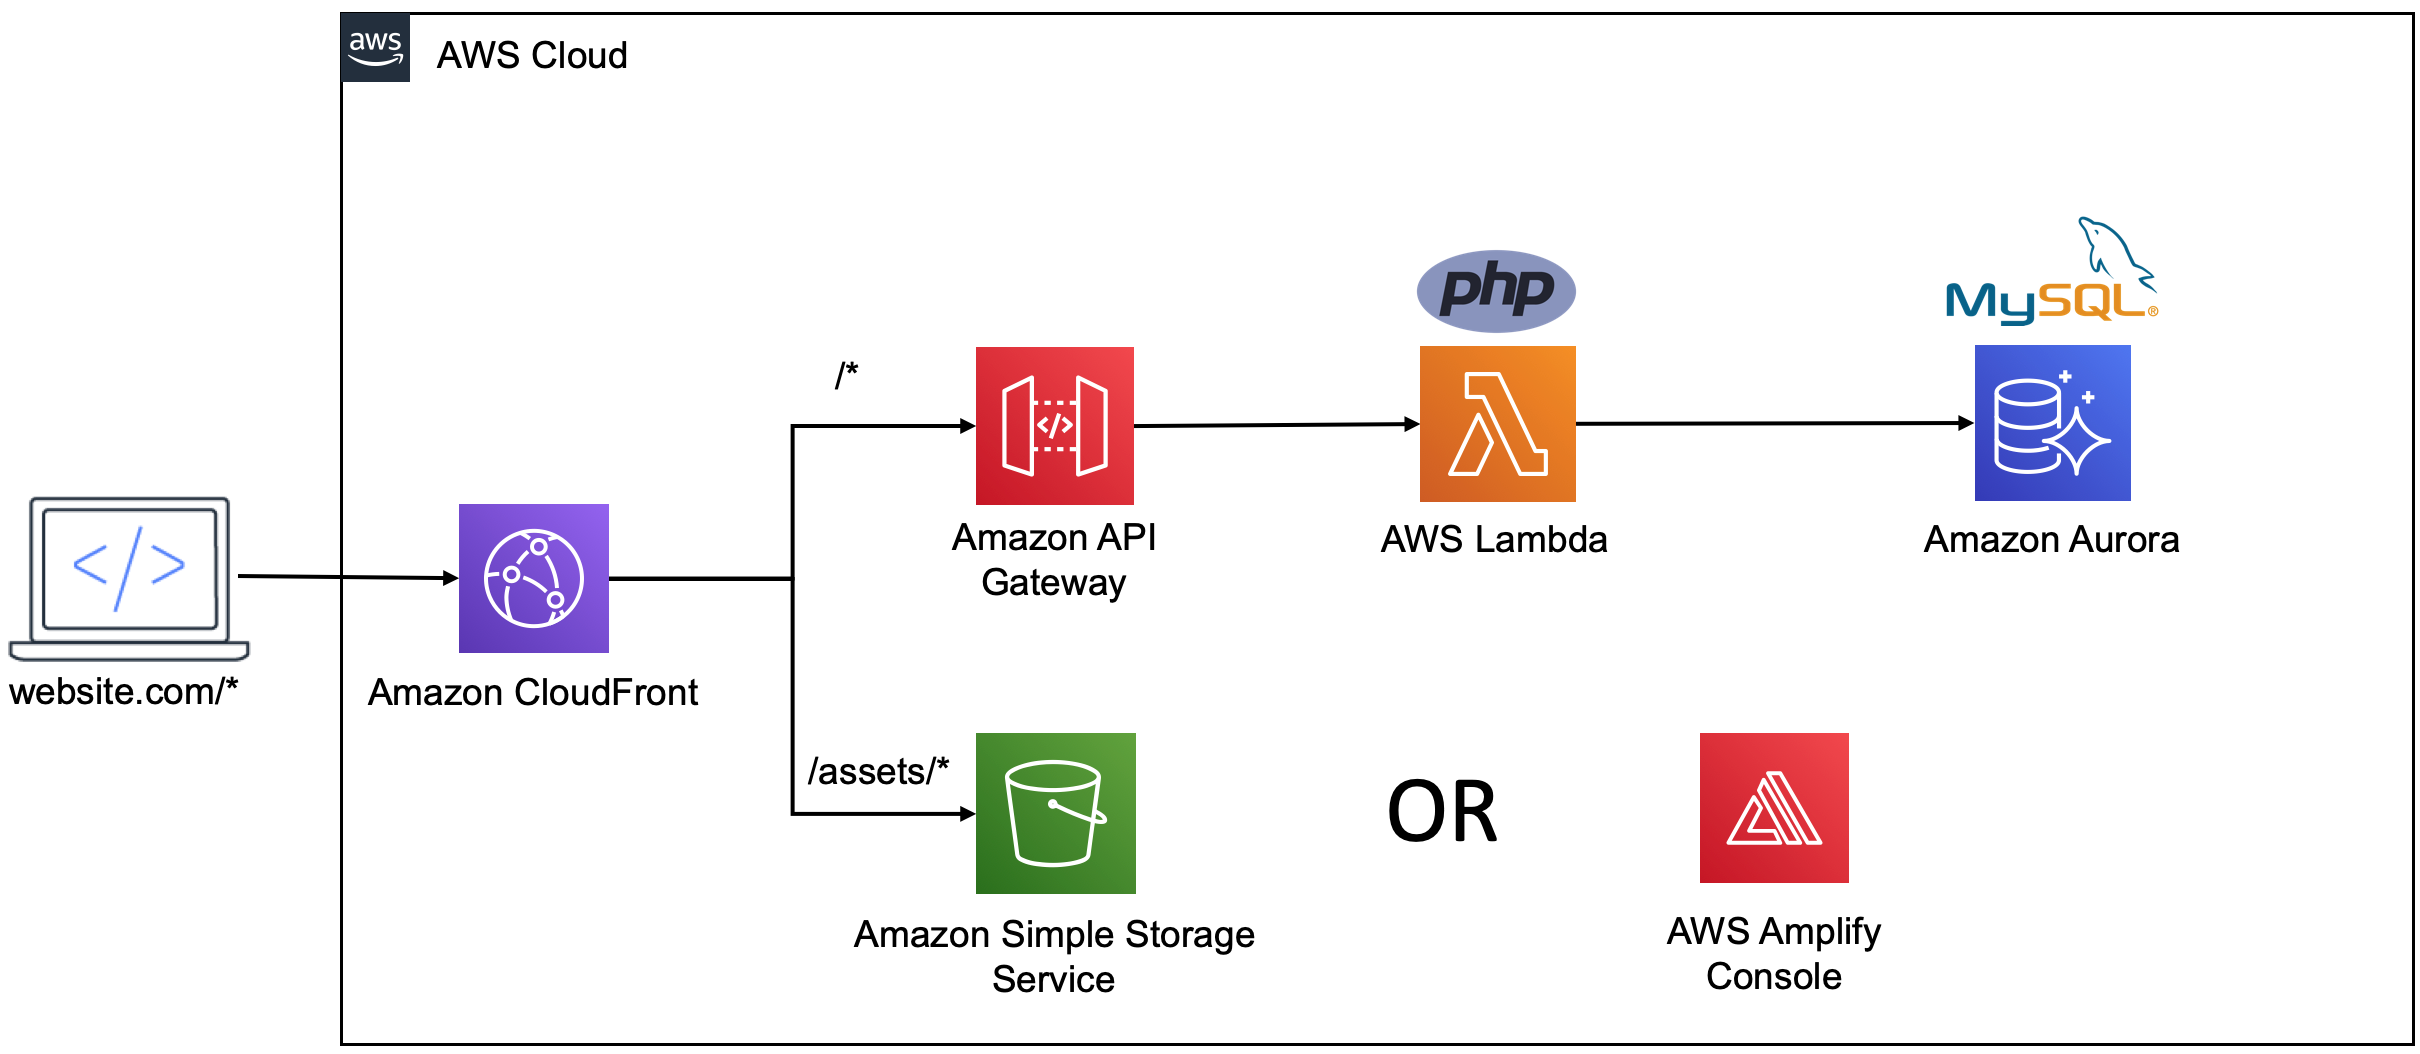 aws
AWS Cloud
php
MySQL®
/*
</>
Amazon API
Gateway
AWS Lambda
Amazon Aurora
</>
website.com/*
Amazon CloudFront
/assets/*
OR
Amazon Simple Storage
Service
AWS Amplify
Console